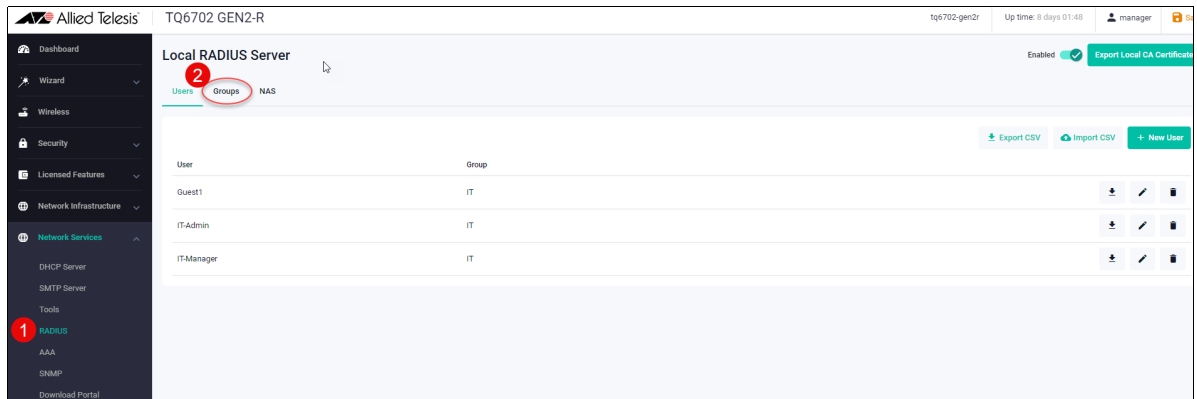 Allied Telesis TQ6702 GEN2-R tq6702-gen2r Up time: 8 days 01:48 manager
Dashboard
Wizard
Wireless
Security
Licensed Features
Network Infrastructure
Network Services
DHCP Server
SMTP Server
Tools
1 RADIUS
AAA
SNMP
Download Portal
Local RADIUS Server
Enabled Export Local CA Certificate
2
Users Groups NAS
Export CSV Import CSV + New User
User Group
Guest1 IT
IT-Admin IT
IT-Manager IT